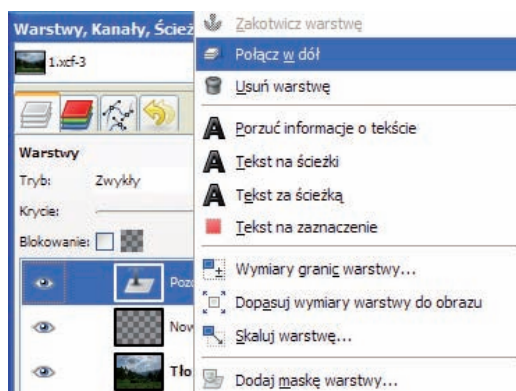 Warstwy, Kanały, Ścież
1.xcf-3
Warstwy
Tryb: Zwykły
Krycie:
Blokowanie:
Now
Tło
Zakotwicz warstwę
Połącz w dół
Usuń warstwę
Porzuć informacje o tekście
Tekst na ścieżki
Tekst za ścieżką
Tekst na zaznaczenie
Wymiary granic warstwy...
Dopasuj wymiary warstwy do obrazu
Skaluj warstwę...
Dodaj maskę warstwy...